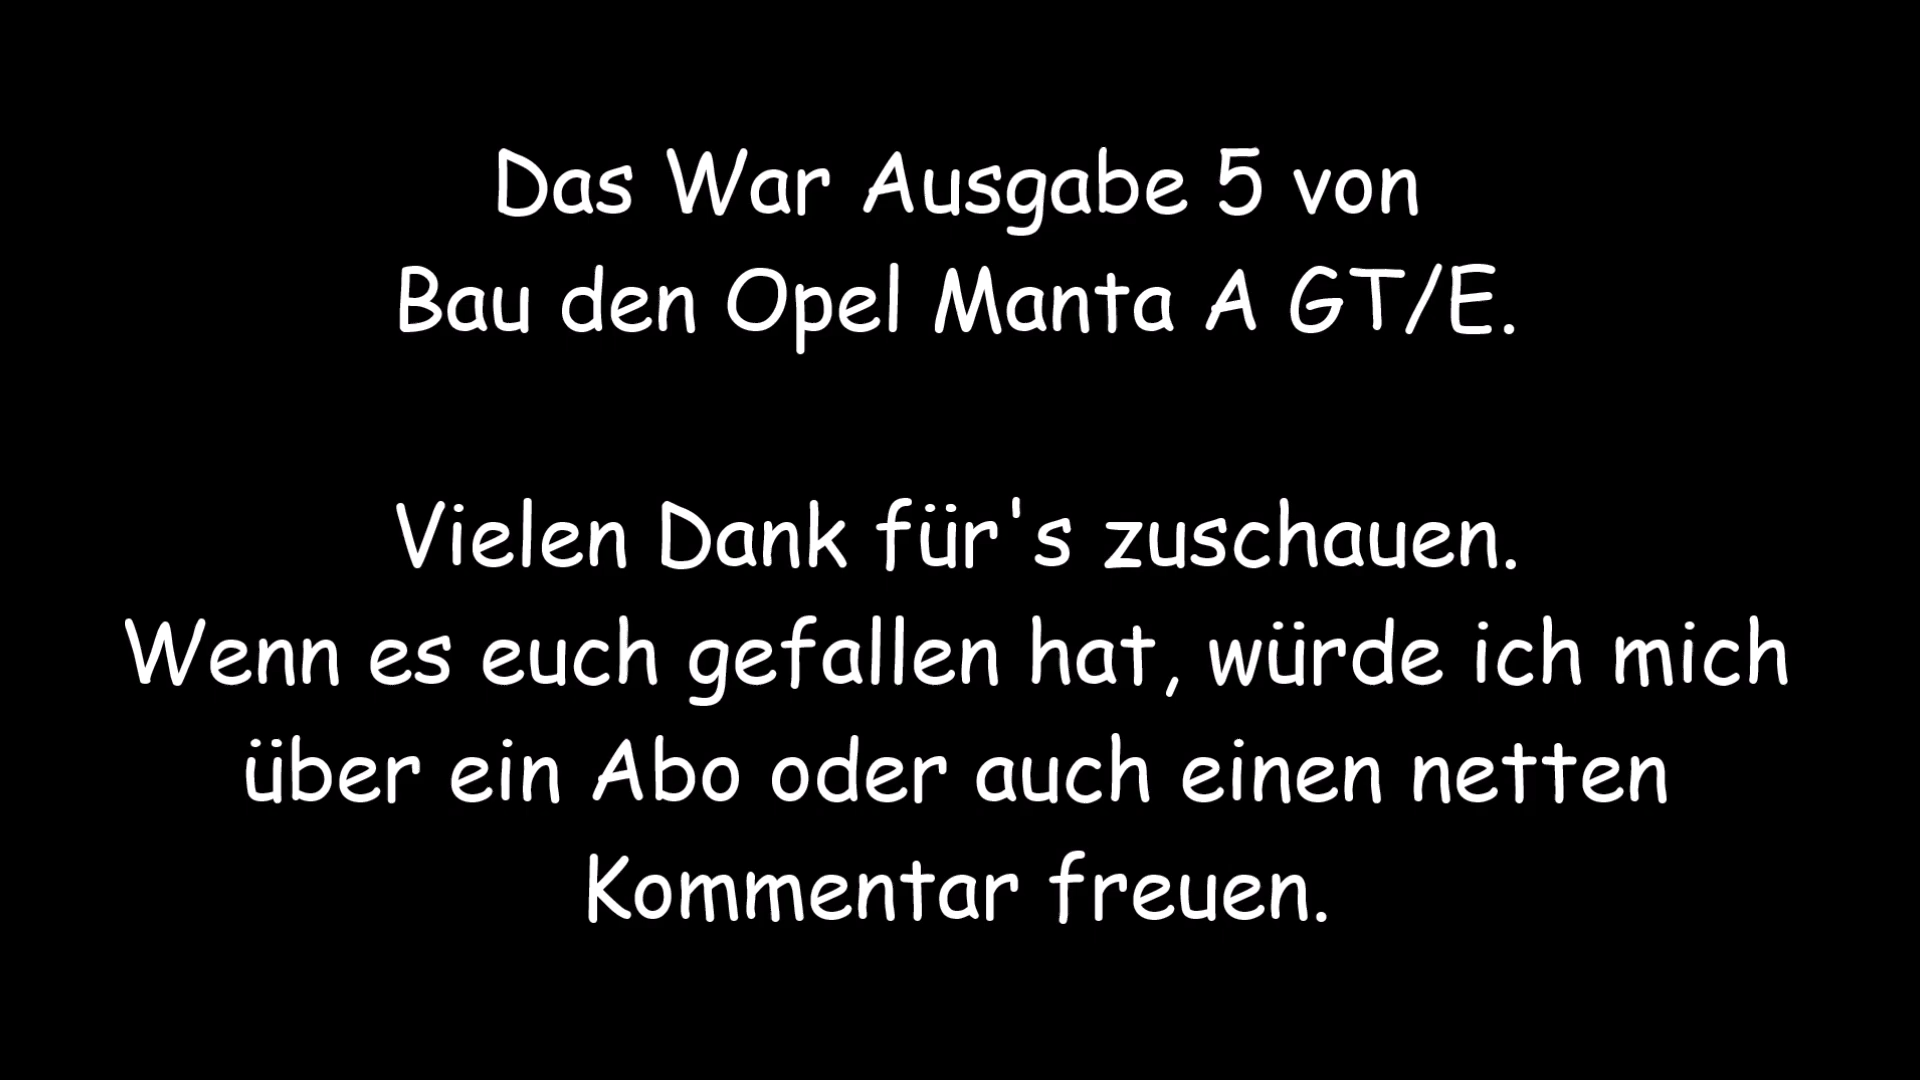 Das War Ausgabe 5 von
Bau den Opel Manta A GT/E.
Vielen Dank für's zuschauen.
Wenn es euch gefallen hat, würde ich mich
über ein Abo oder auch einen netten
Kommentar freuen.